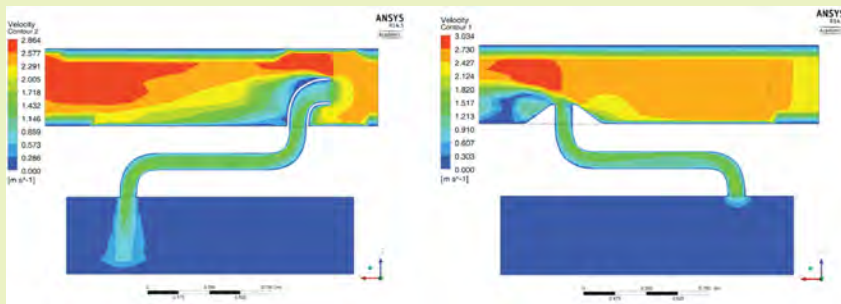 ANSYS
Velocity
Contour 2
2.864
2.577
2.291
2.005
1.718
1.432
1.146
0.859
0.573
0.286
0.000
[m s^-1]
ANSYS
Velocity
Contour 1
3.034
2.730
2.427
2.124
1.820
1.517
1.213
0.910
0.607
0.303
0.000
[m s^-1]